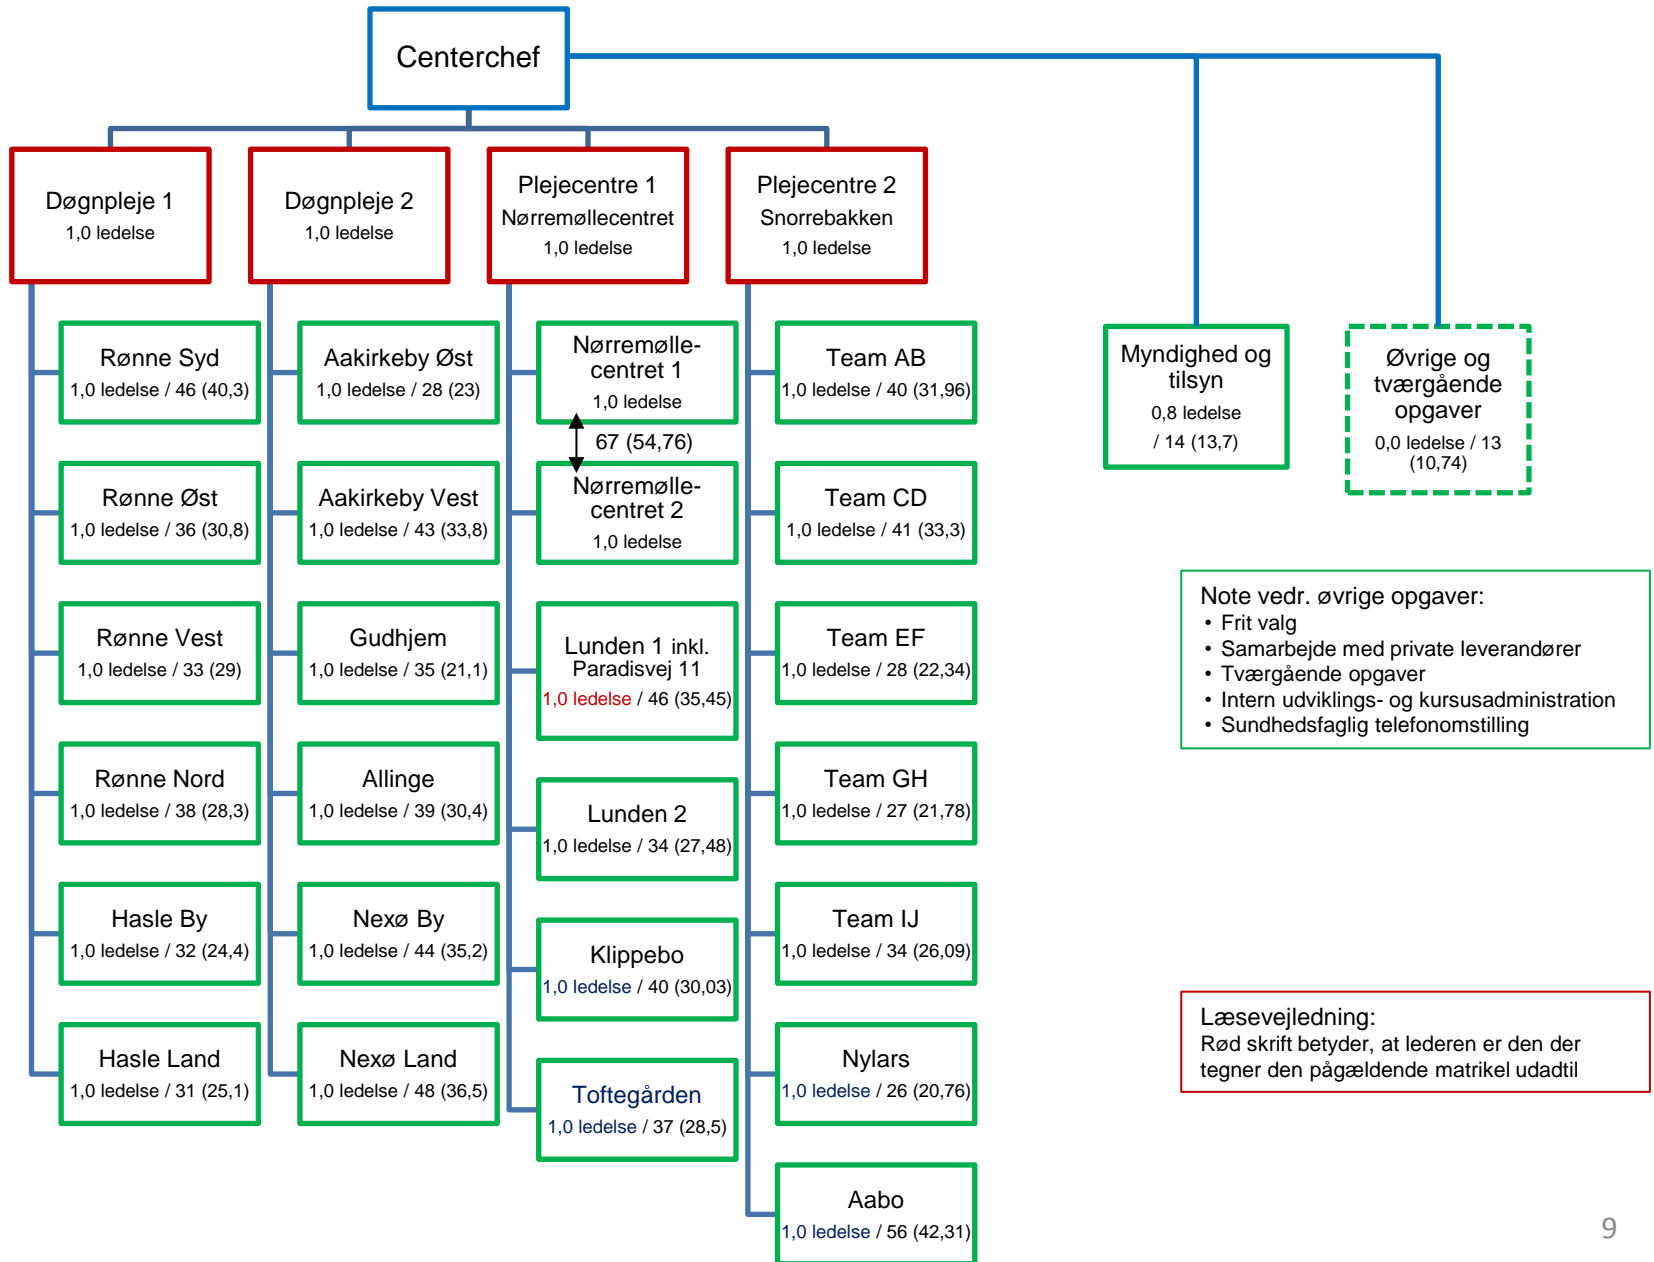 Centerchef
Døgnpleje 1
1,0 ledelse
Døgnpleje 2
1,0 ledelse
Plejecentre 1
Nørremøllecentret
1,0 ledelse
Plejecentre 2
Snorrebakken
1,0 ledelse
Rønne Syd
1,0 ledelse / 46 (40,3)
Rønne Øst
1,0 ledelse / 36 (30,8)
Rønne Vest
1,0 ledelse / 33 (29)
Rønne Nord
1,0 ledelse / 38 (28,3)
Hasle By
1,0 ledelse / 32 (24,4)
Hasle Land
1,0 ledelse / 31 (25,1)
Aakirkeby Øst
1,0 ledelse / 28 (23)
Aakirkeby Vest
1,0 ledelse / 43 (33,8)
Gudhjem
1,0 ledelse / 35 (21,1)
Allinge
1,0 ledelse / 39 (30,4)
Nexø By
1,0 ledelse / 44 (35,2)
Nexø Land
1,0 ledelse / 48 (36,5)
Nørremølle-
centret 1
1,0 ledelse
67 (54,76)
Nørremølle-
centret 2
1,0 ledelse
Lunden 1 inkl.
Paradisvej 11
1,0 ledelse / 46 (35,45)
Lunden 2
1,0 ledelse / 34 (27,48)
Klippebo
1,0 ledelse / 40 (30,03)
Toftegården
1,0 ledelse / 37 (28,5)
Team AB
1,0 ledelse / 40 (31,96)
Team CD
1,0 ledelse / 41 (33,3)
Team EF
1,0 ledelse / 28 (22,34)
Team GH
1,0 ledelse / 27 (21,78)
Team IJ
1,0 ledelse / 34 (26,09)
Nylars
1,0 ledelse / 26 (20,76)
Aabo
1,0 ledelse / 56 (42,31)
Myndighed og
tilsyn
0,8 ledelse
/ 14 (13,7)
Øvrige og
tværgående
opgaver
0,0 ledelse / 13
(10,74)
Note vedr. øvrige opgaver:
• Frit valg
• Samarbejde med private leverandører
• Tværgående opgaver
• Intern udviklings- og kursusadministration
• Sundhedsfaglig telefonomstilling
Læsevejledning:
Rød skrift betyder, at lederen er den der
tegner den pågældende matrikel udadtil
9